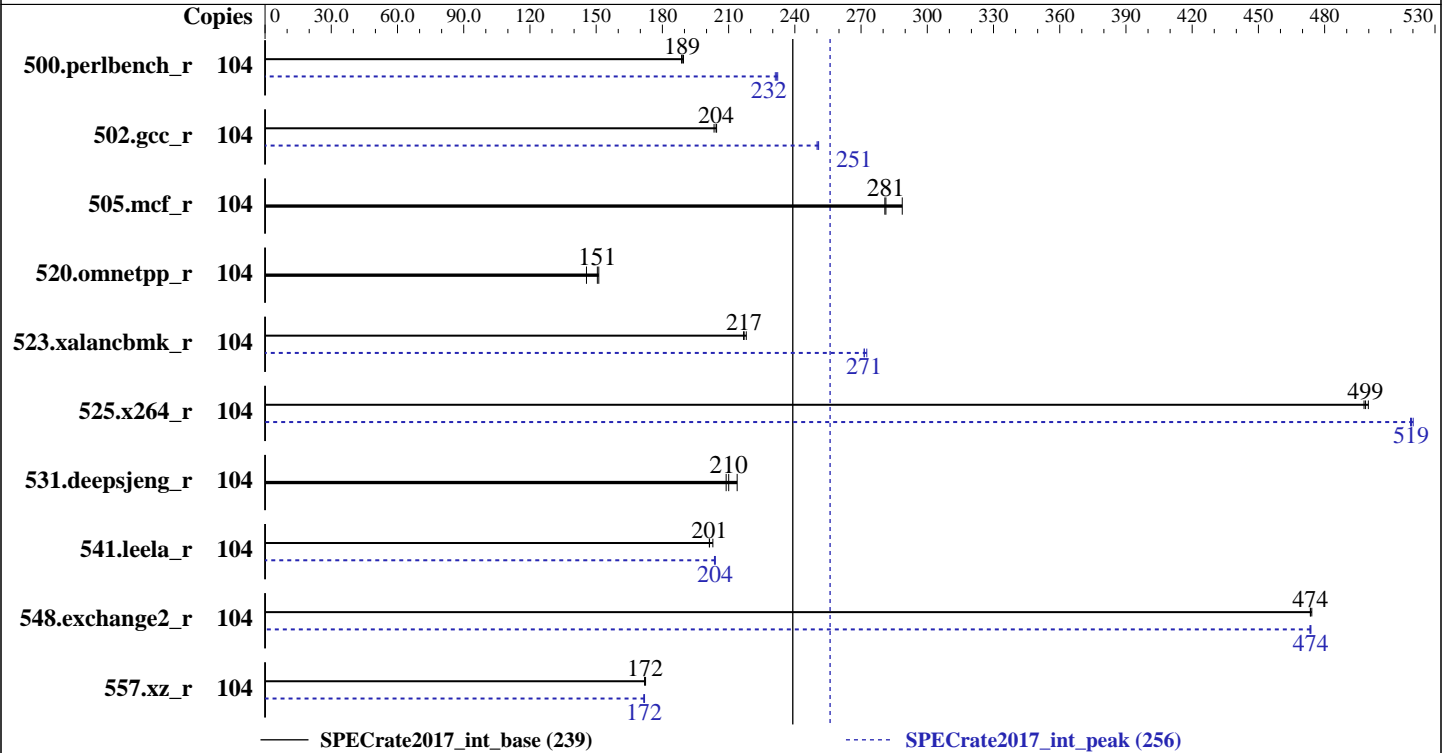 Copies 0 30.0 60.0 90.0 120 150 180 210 240 270 300 330 360 390 420 450 480 530
189
500.perlbench_r 104
232
204
502.gcc_r 104
251
281
505.mcf_r 104
151
520.omnetpp_r 104
217
523.xalancbmk_r 104
271
499
525.x264_r 104
519
210
531.deepsjeng_r 104
201
541.leela_r 104
204
474
548.exchange2_r 104
474
172
557.xz_r 104
172
SPECrate2017_int_base (239) SPECrate2017_int_peak (256)